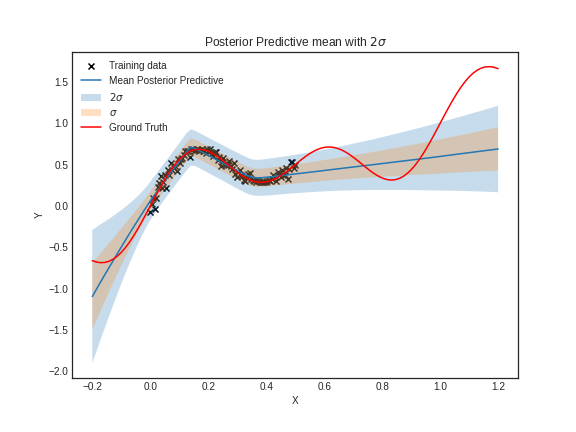 Posterior Predictive mean with 2σ
Training data
Mean Posterior Predictive
2σ
σ
Ground Truth
Y
1.5
1.0
0.5
0.0
−0.5
−1.0
−1.5
−2.0
−0.2 0.0 0.2 0.4 0.6 0.8 1.0 1.2
X